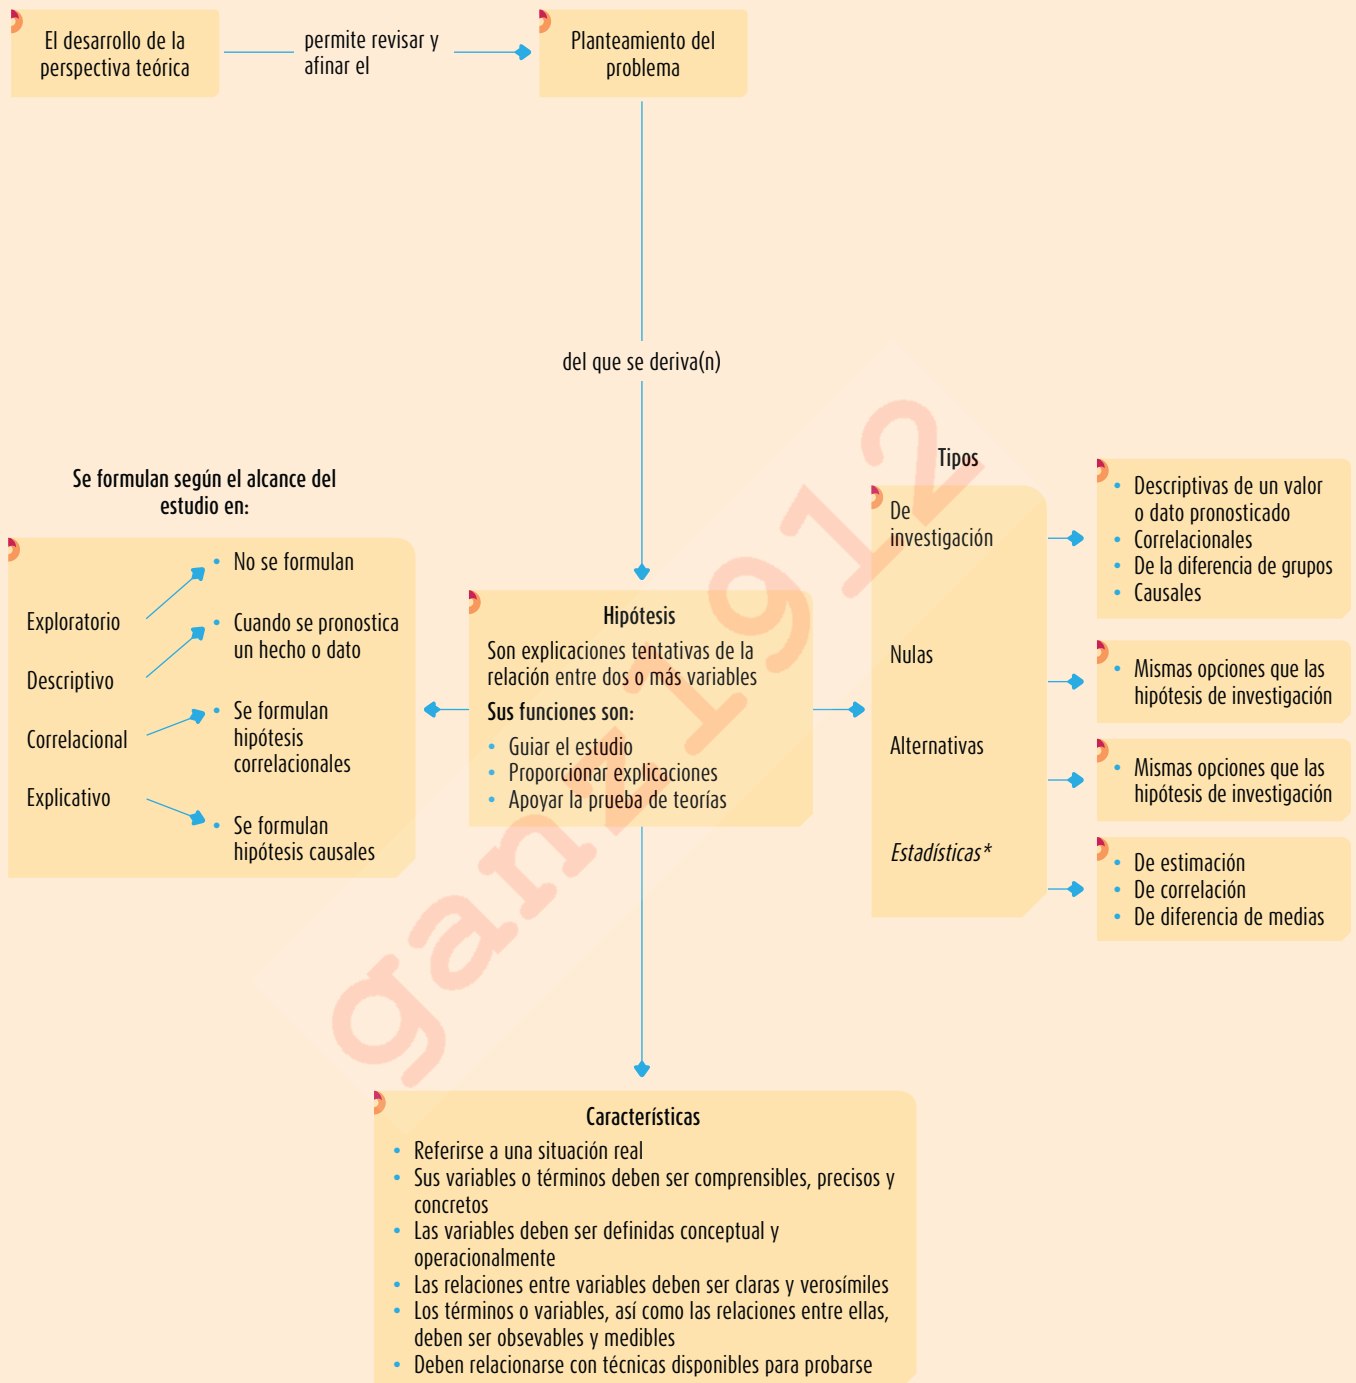 El desarrollo de la
perspectiva teórica
permite revisar y
afinar el
Planteamiento del
problema
del que se deriva(n)
Se formulan según el alcance del
estudio en:
Exploratorio
Descriptivo
Correlacional
Explicativo
• No se formulan
• Cuando se pronostica
un hecho o dato
• Se formulan
hipótesis
correlacionales
• Se formulan
hipótesis causales
Hipótesis
Son explicaciones tentativas de la
relación entre dos o más variables
Sus funciones son:
• Guiar el estudio
• Proporcionar explicaciones
• Apoyar la prueba de teorías
Tipos
De
investigación
Nulas
Alternativas
Estadísticas*
• Descriptivas de un valor
o dato pronosticado
• Correlacionales
• De la diferencia de grupos
• Causales
• Mismas opciones que las
hipótesis de investigación
• Mismas opciones que las
hipótesis de investigación
• De estimación
• De correlación
• De diferencia de medias
Características
• Referirse a una situación real
• Sus variables o términos deben ser comprensibles, precisos y
concretos
• Las variables deben ser definidas conceptual y
operacionalmente
• Las relaciones entre variables deben ser claras y verosímiles
• Los términos o variables, así como las relaciones entre ellas,
deben ser obsevables y medibles
• Deben relacionarse con técnicas disponibles para probarse
ganz1912